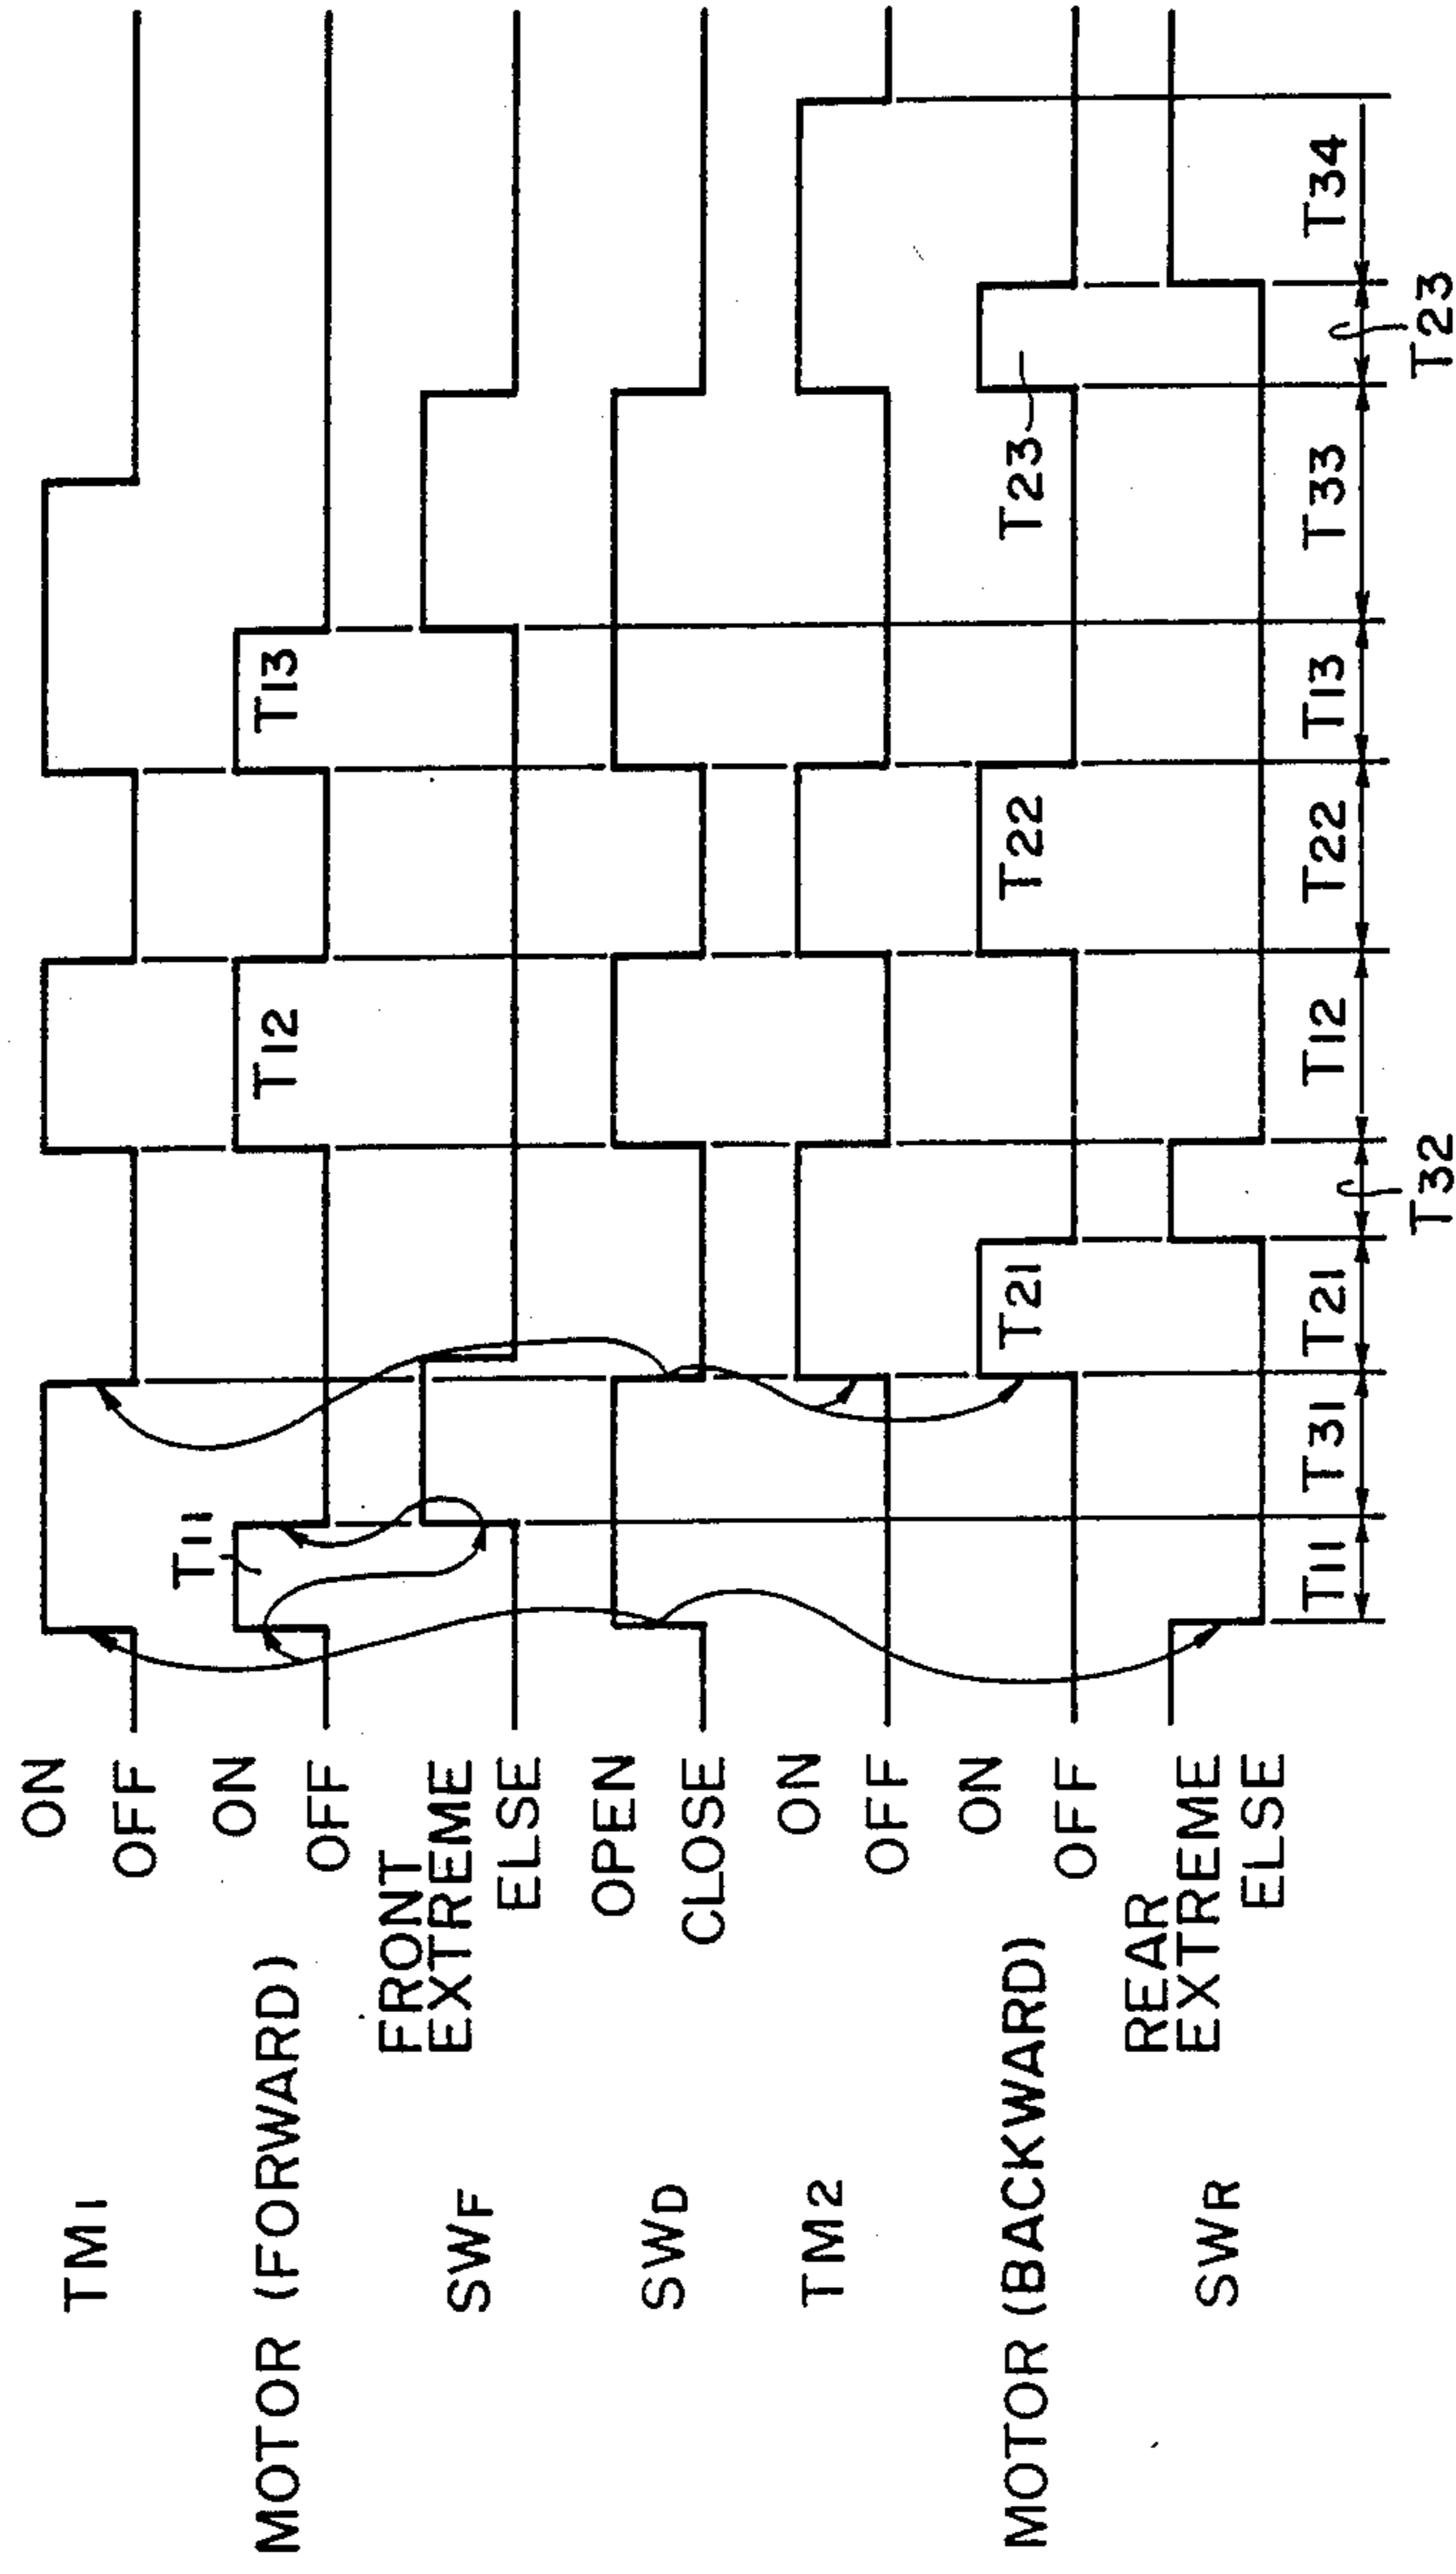 TM1
ON
OFF
MOTOR (FORWARD)
ON
OFF
T11
T12
T13
SWF
FRONT
EXTREME
ELSE
SWD
OPEN
CLOSE
TM2
ON
OFF
MOTOR (BACKWARD)
ON
OFF
T21
T22
T23
SWR
REAR
EXTREME
ELSE
T11
T31
T21
T32
T12
T22
T13
T33
T23
T34